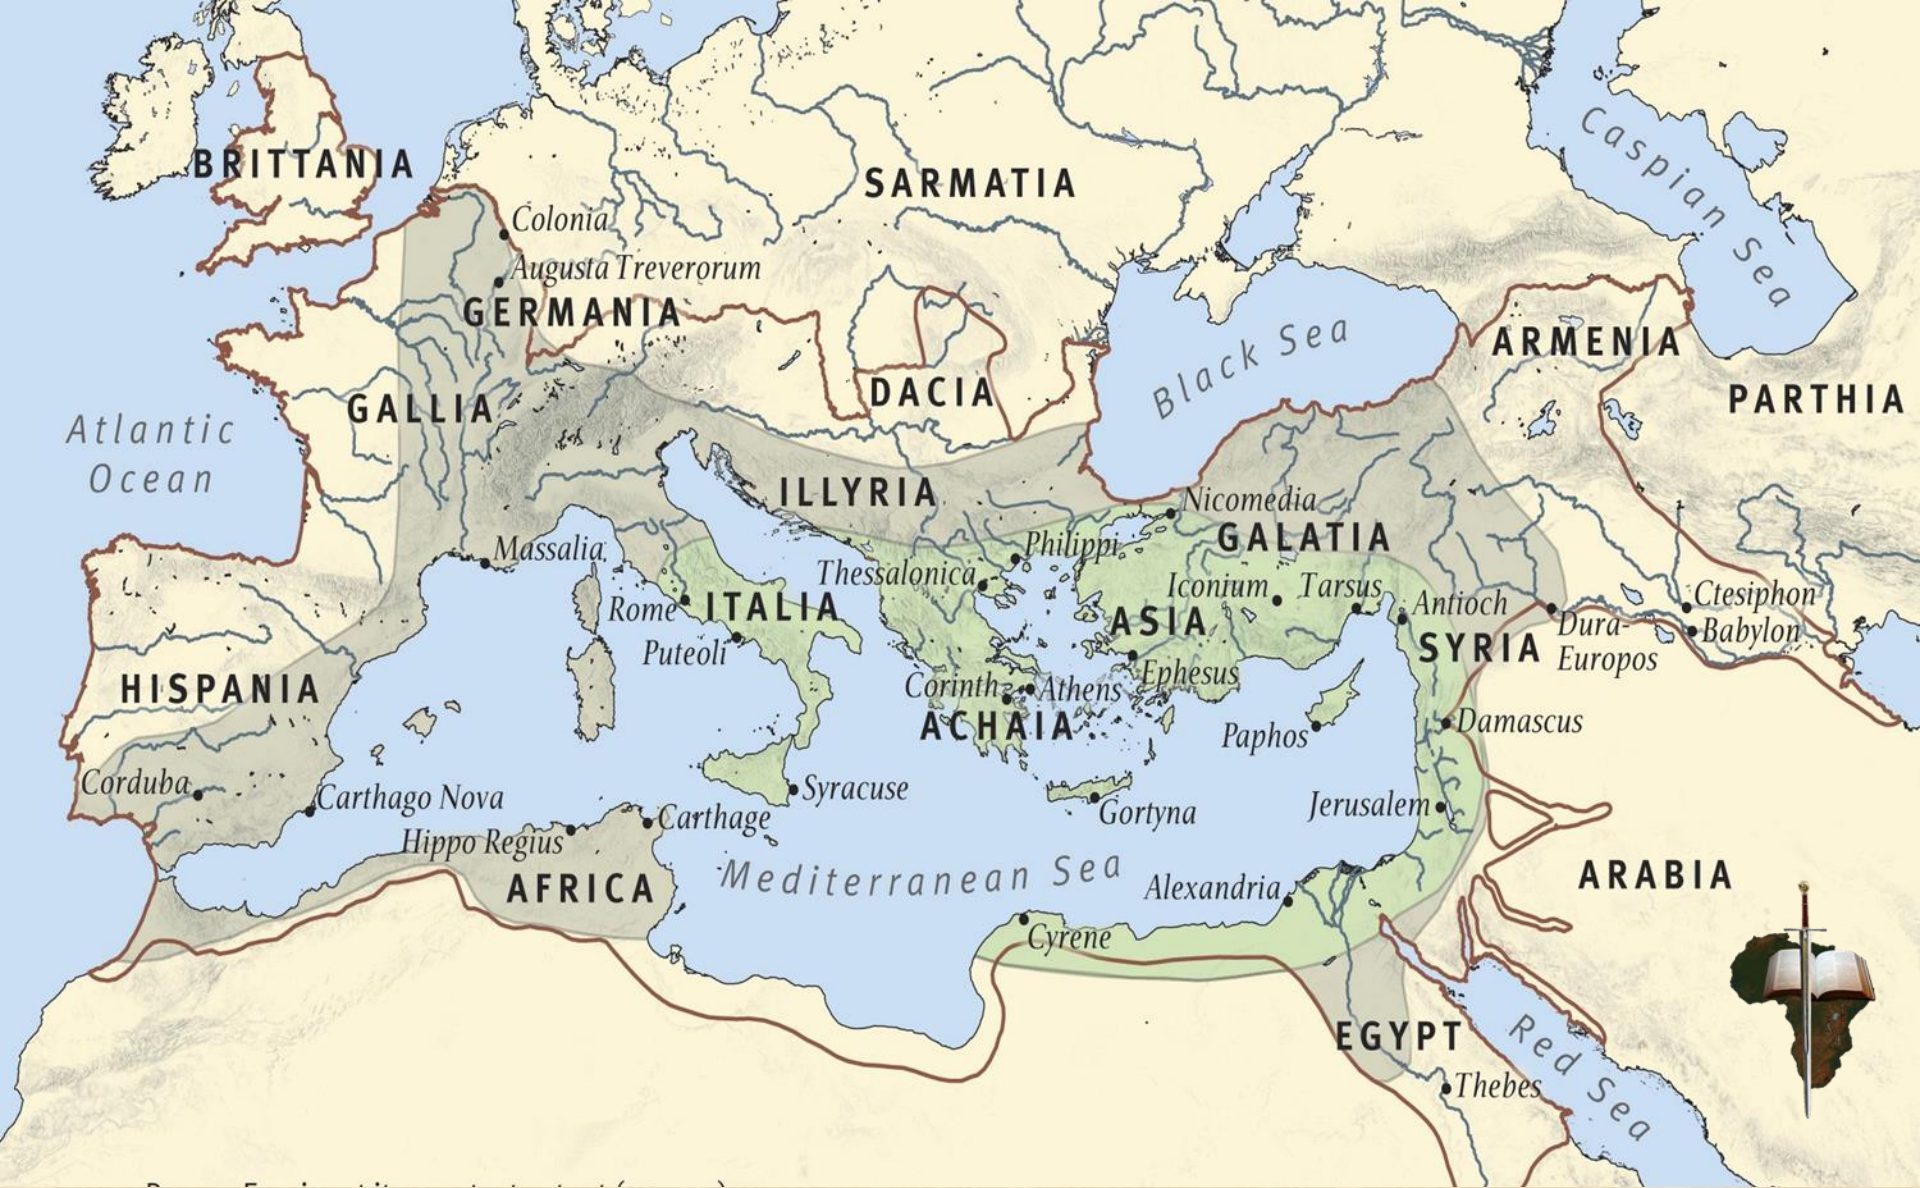 BRITTANIA
Colonia
Augusta Treverorum
GERMANIA
SARMATIA
Caspian Sea
Black Sea
ARMENIA
PARTHIA
DACIA
GALLIA
Atlantic
Ocean
ILLYRIA
Nicomedia
GALATIA
Massalia
Philippi
Thessalonica
Iconium
Tarsus
Antioch
Ctesiphon
Babylon
Rome
ITALIA
ASIA
SYRIA
Dura-
Europos
Puteoli
Ephesus
HISPANIA
Corinth
Athens
ACHAIA
Paphos
Damascus
Corduba
Carthago Nova
Syracuse
Gortyna
Jerusalem
Hippo Regius
Carthage
AFRICA
Mediterranean Sea
Alexandria
ARABIA
Cyrene
EGYPT
Red Sea
Thebes